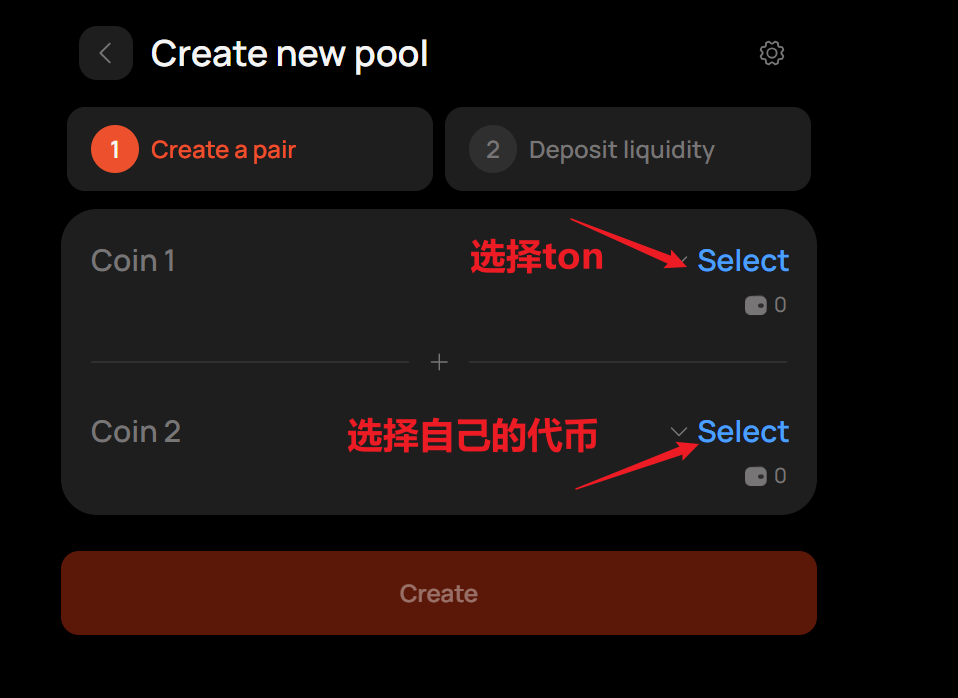 Create new pool
1 Create a pair
2 Deposit liquidity
Coin 1
选择ton
Select
0
Coin 2
选择自己的代币
Select
0
Create